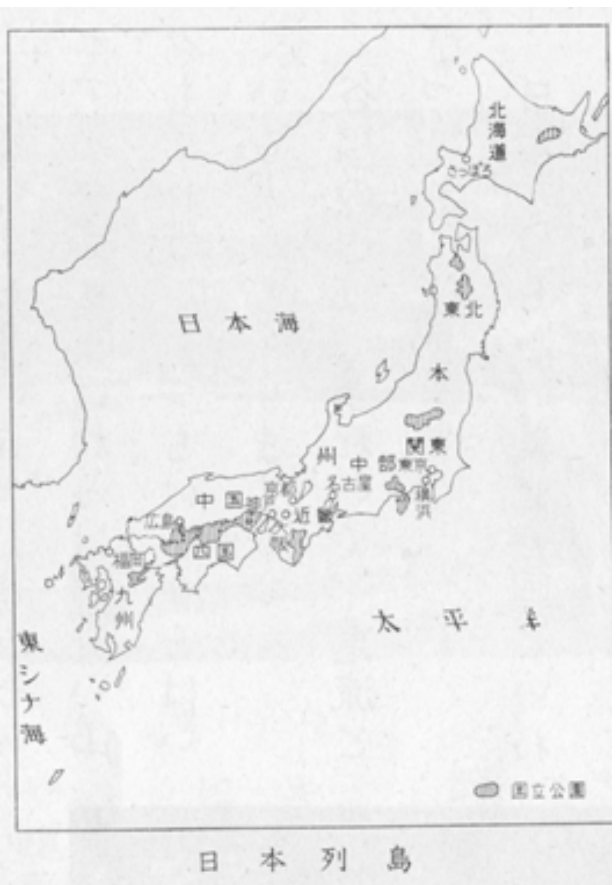 北海道
さっぽろ
東北
日本海
本
関東
州
中部
東京
横浜
名古屋
京都
中国
神戸
近畿
大阪
広島
四国
福岡
九州
太平
東シナ海
国立公園
日本列島